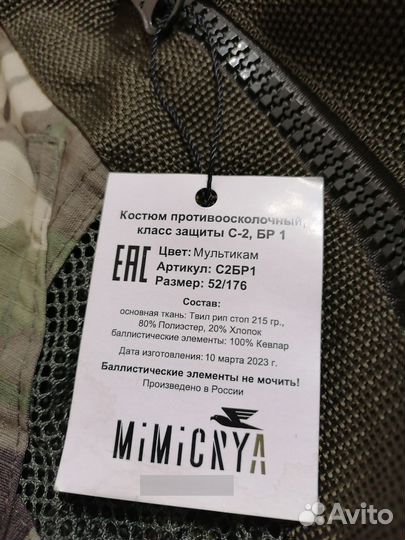 Костюм противоосколочный,
класс защиты С-2, БР 1
Цвет: Мультикам
Артикул: С2БР1
Размер: 52/176
EAC
Состав:
основная ткань: Твил рип стоп 215 гр.,
80% Полиэстер, 20% Хлопок
баллистические элементы: 100% Кевлар
Дата изготовления: 10 марта 2023 г.
Баллистические элементы не мочить!
Произведено в России
MiMiCRYA
Avito